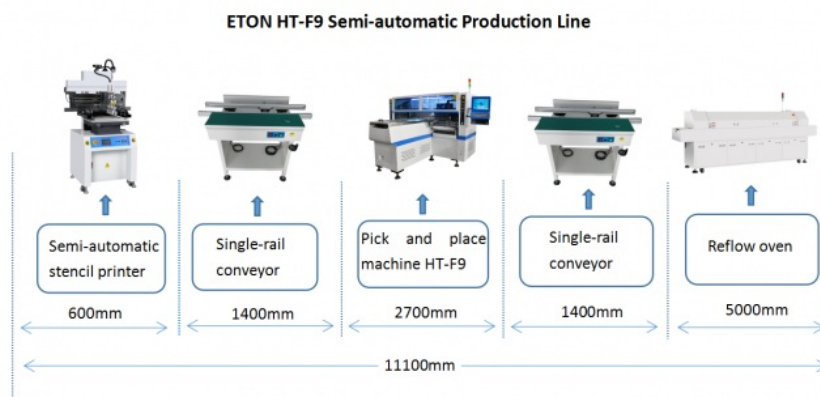 ETON HT-F9 Semi-automatic Production Line
Semi-automatic
stencil printer
Single-rail
conveyor
Pick and place
machine HT-F9
Single-rail
conveyor
Reflow oven
600mm
1400mm
2700mm
1400mm
5000mm
11100mm